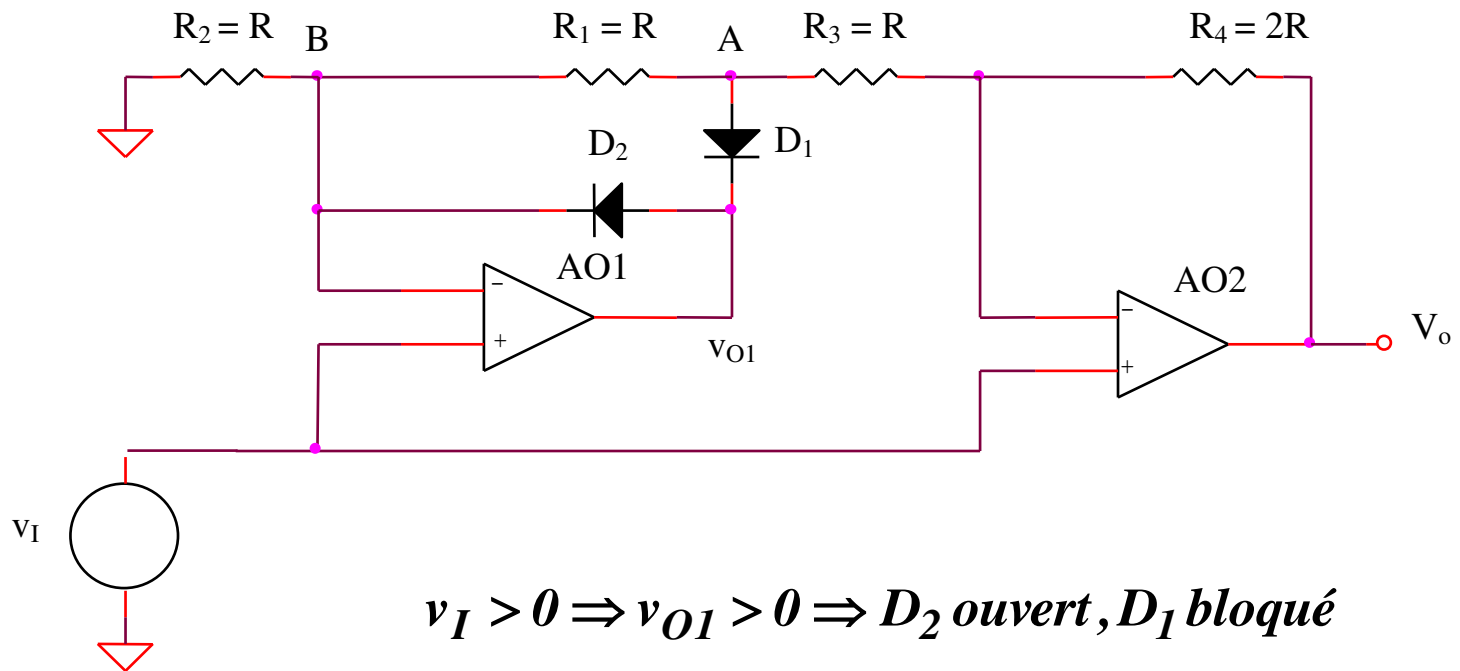 R₂ = R B R₁ = R A R₃ = R R₄ = 2R
D₂ D₁
AO1 AO2
−
+
−
+
v_O1
V_o
v_I
v_I > 0 ⇒ v_O1 > 0 ⇒ D₂ ouvert, D₁ bloqué